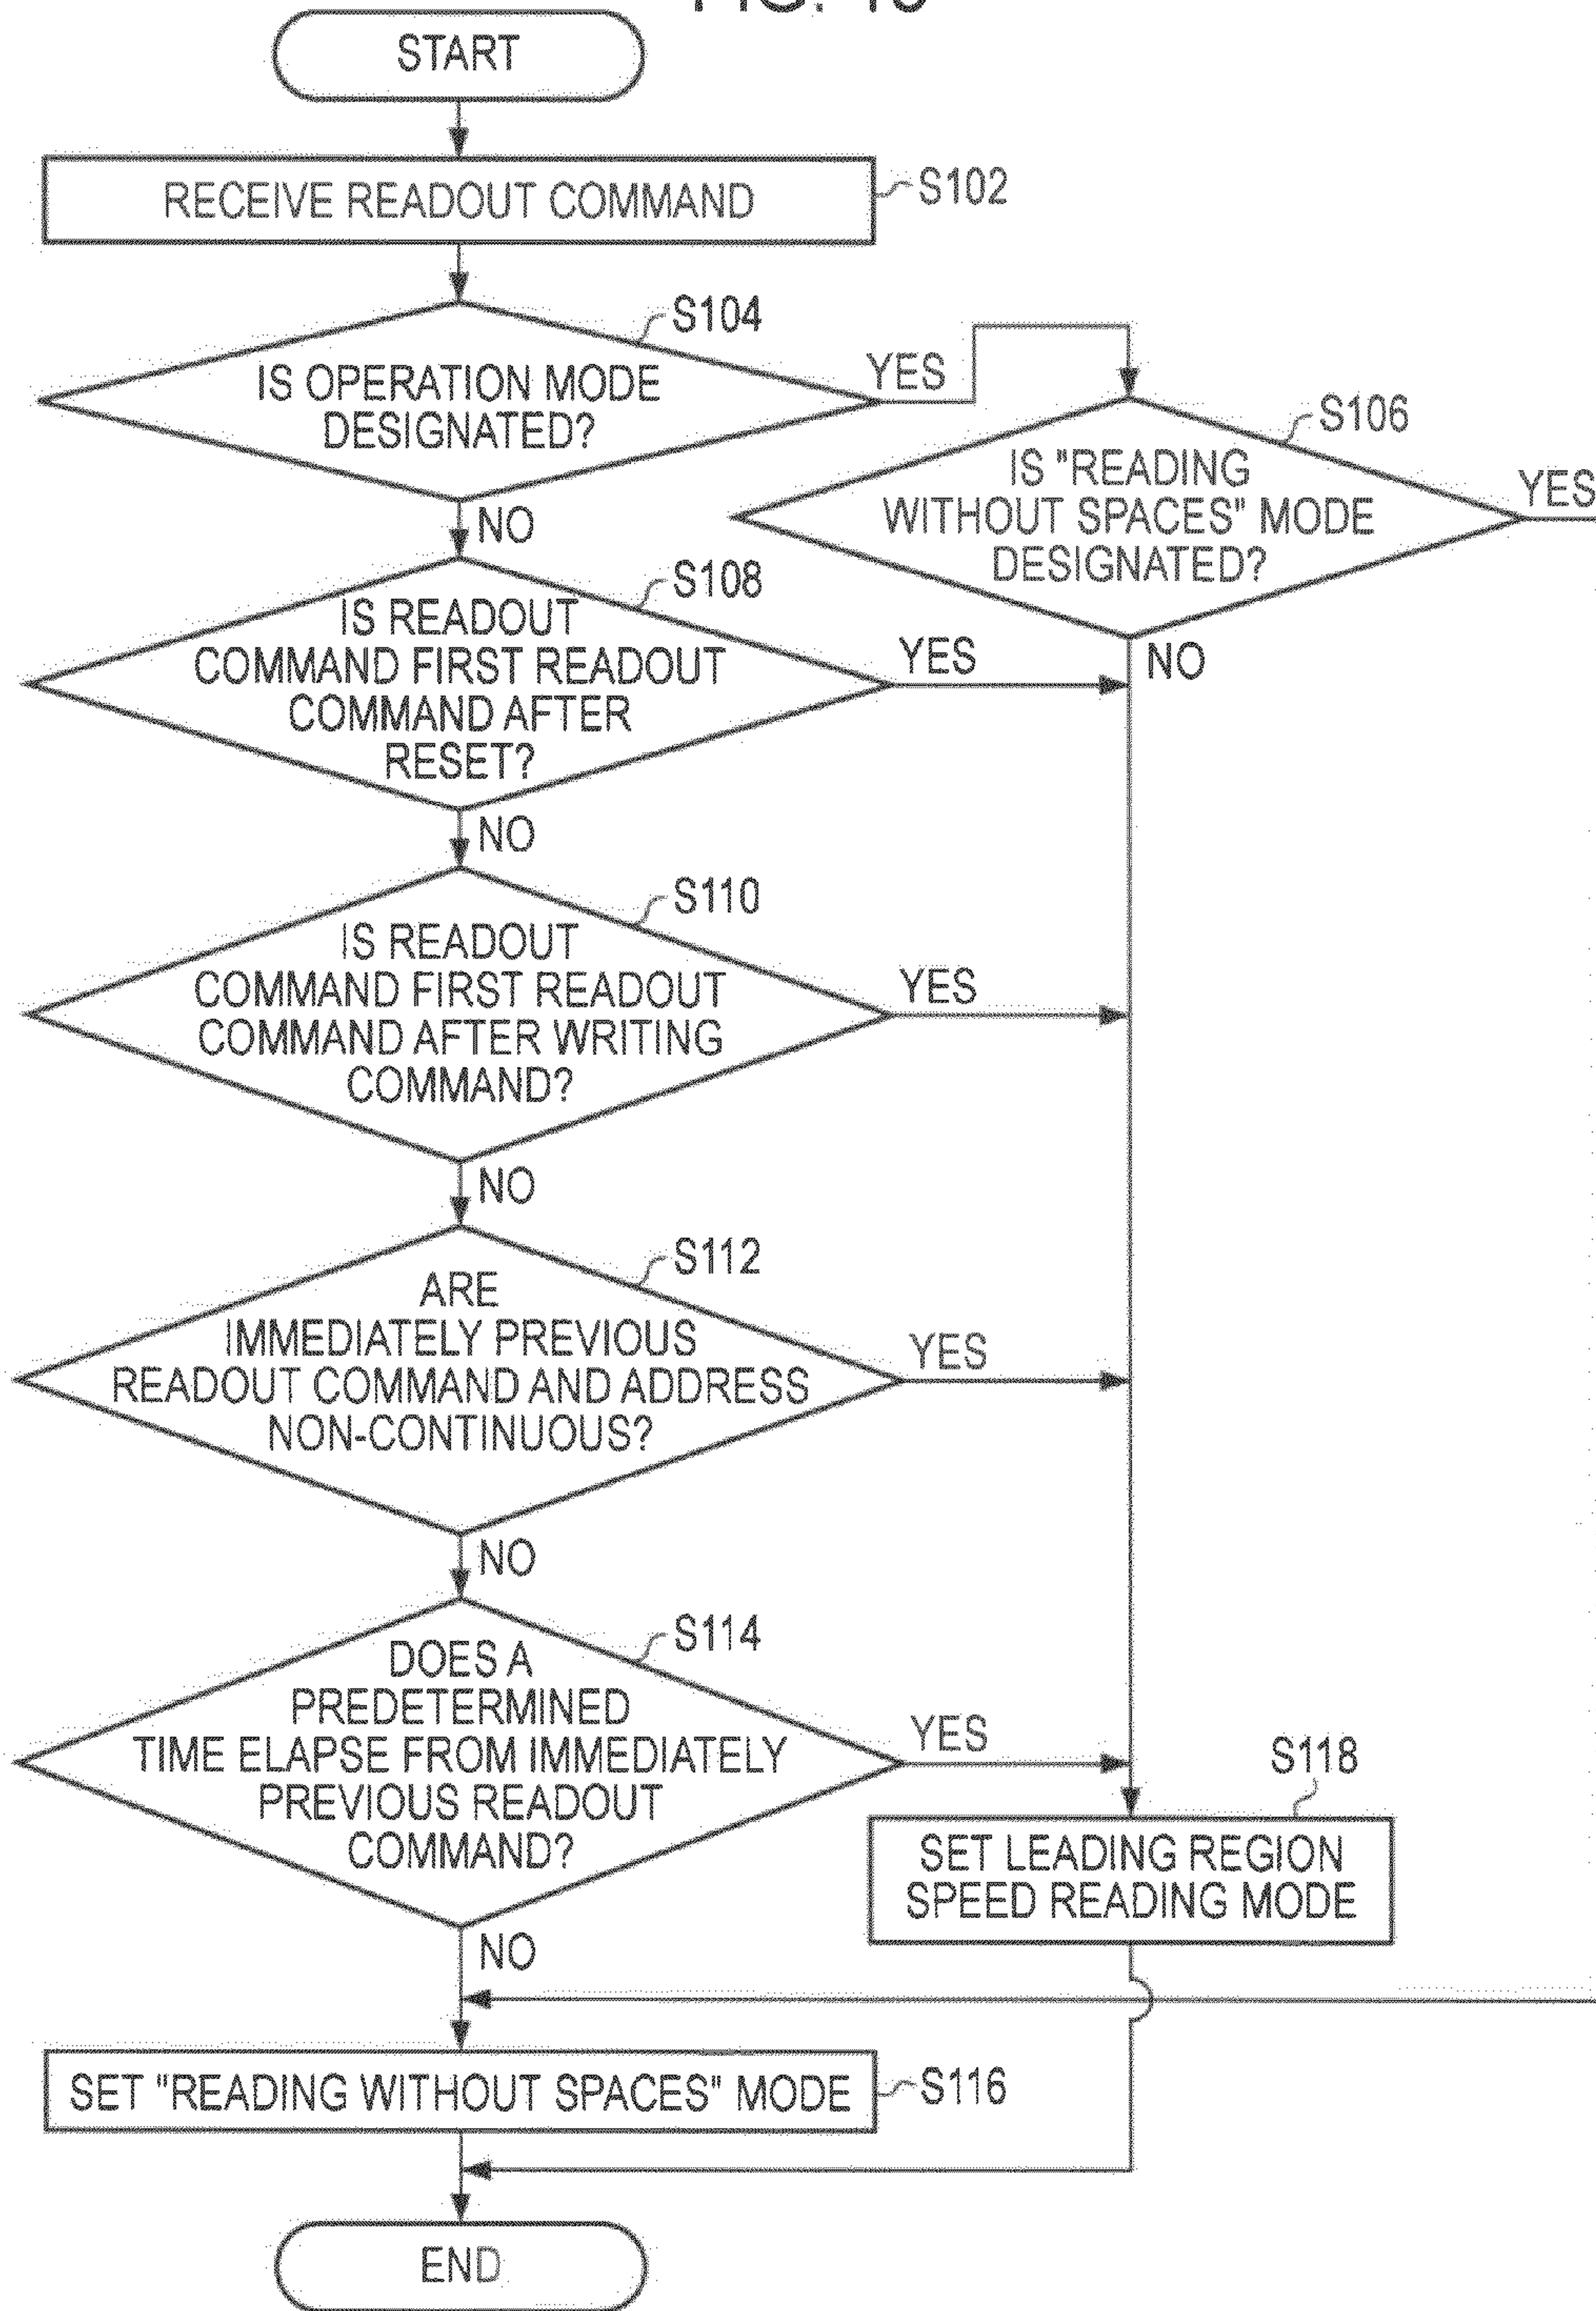 START
RECEIVE READOUT COMMAND
S102
S104
IS OPERATION MODE
DESIGNATED?
YES
NO
S106
IS "READING
WITHOUT SPACES" MODE
DESIGNATED?
YES
NO
S108
IS READOUT
COMMAND FIRST READOUT
COMMAND AFTER
RESET?
YES
NO
S110
IS READOUT
COMMAND FIRST READOUT
COMMAND AFTER WRITING
COMMAND?
YES
NO
S112
ARE
IMMEDIATELY PREVIOUS
READOUT COMMAND AND ADDRESS
NON-CONTINUOUS?
YES
NO
S114
DOES A
PREDETERMINED
TIME ELAPSE FROM IMMEDIATELY
PREVIOUS READOUT
COMMAND?
YES
NO
S118
SET LEADING REGION
SPEED READING MODE
SET "READING WITHOUT SPACES" MODE
S116
END